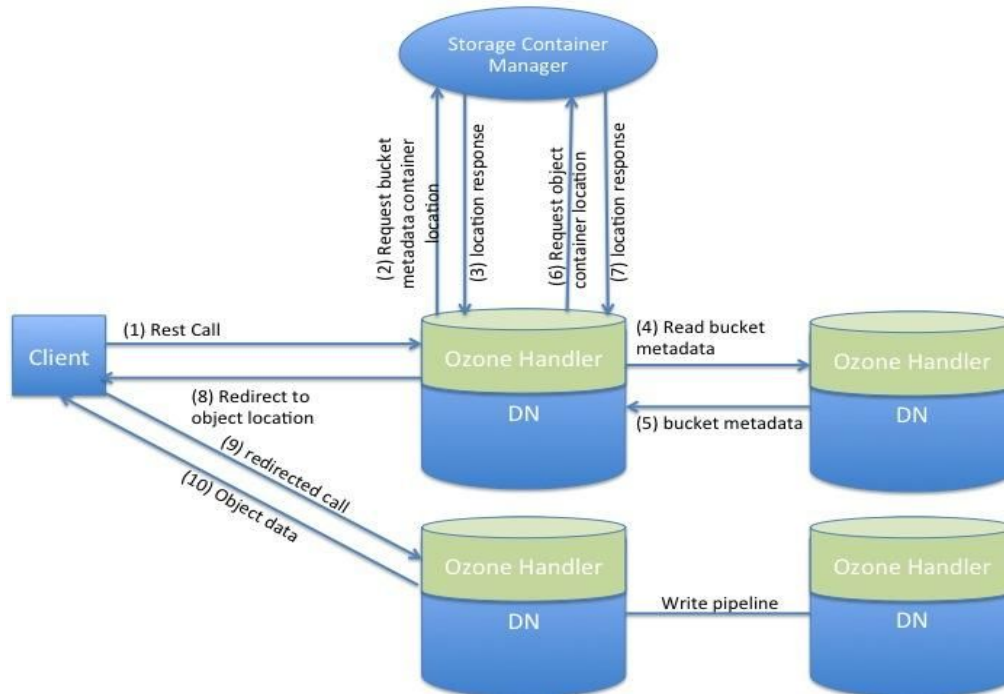 Storage Container
Manager
(2) Request bucket
metadata container
location
(3) location response
(6) Request object
container location
(7) location response
(1) Rest Call
Client
(8) Redirect to
object location
Ozone Handler
DN
(4) Read bucket
metadata
(5) bucket metadata
Ozone Handler
DN
(9) redirected call
(10) Object data
Ozone Handler
DN
Write pipeline
Ozone Handler
DN